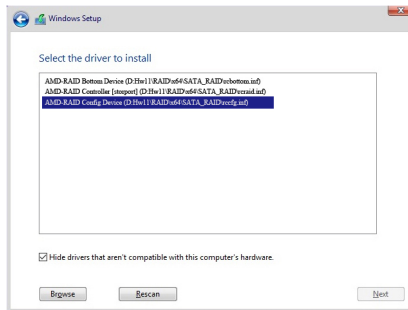 Windows Setup
Select the driver to install
AMD-RAID Bottom Device (D:Hw11\RAID\x64\SATA_RAID\rcbottom.inf)
AMD-RAID Controller [storport] (D:Hw11\RAID\x64\SATA_RAID\rcraid.inf)
AMD-RAID Config Device (D:Hw11\RAID\x64\SATA_RAID\rccfg.inf)
Hide drivers that aren't compatible with this computer's hardware.
Browse Rescan Next